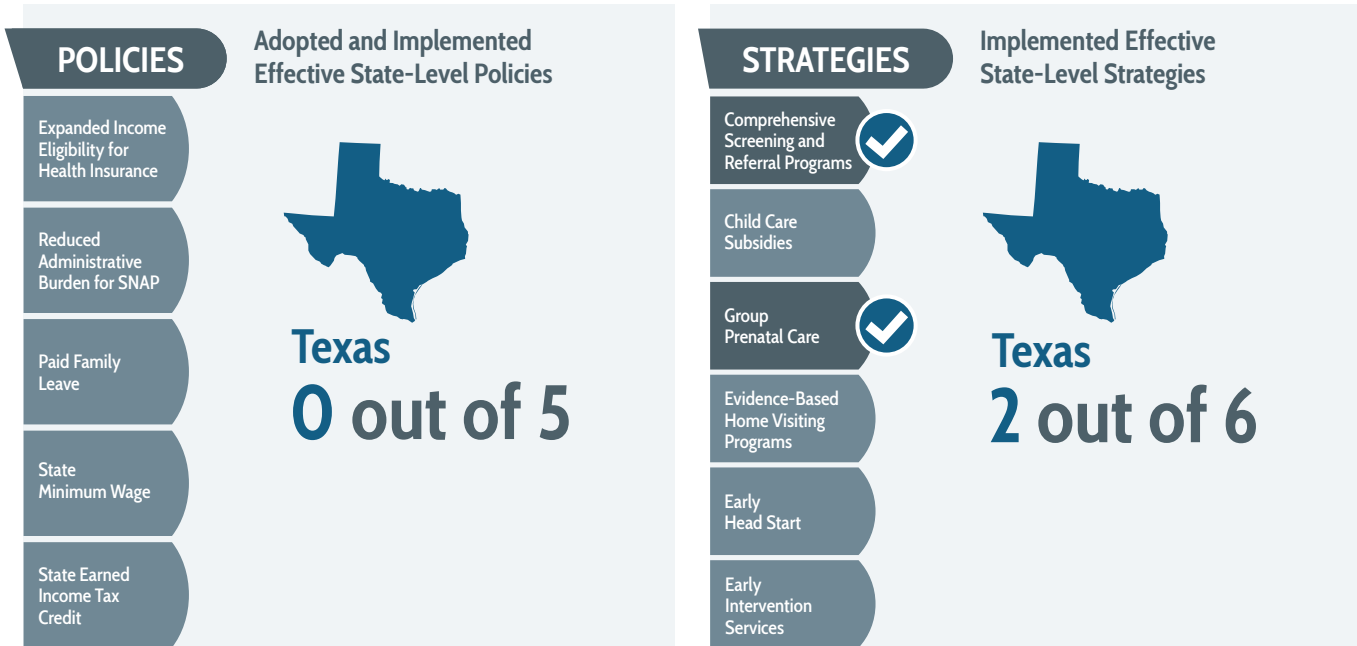 POLICIES
Adopted and Implemented
Effective State-Level Policies
Expanded Income
Eligibility for
Health Insurance
Reduced
Administrative
Burden for SNAP
Paid Family
Leave
State
Minimum Wage
State Earned
Income Tax
Credit
Texas
0 out of 5
STRATEGIES
Implemented Effective
State-Level Strategies
Comprehensive
Screening and
Referral Programs
Child Care
Subsidies
Group
Prenatal Care
Evidence-Based
Home Visiting
Programs
Early
Head Start
Early
Intervention
Services
Texas
2 out of 6